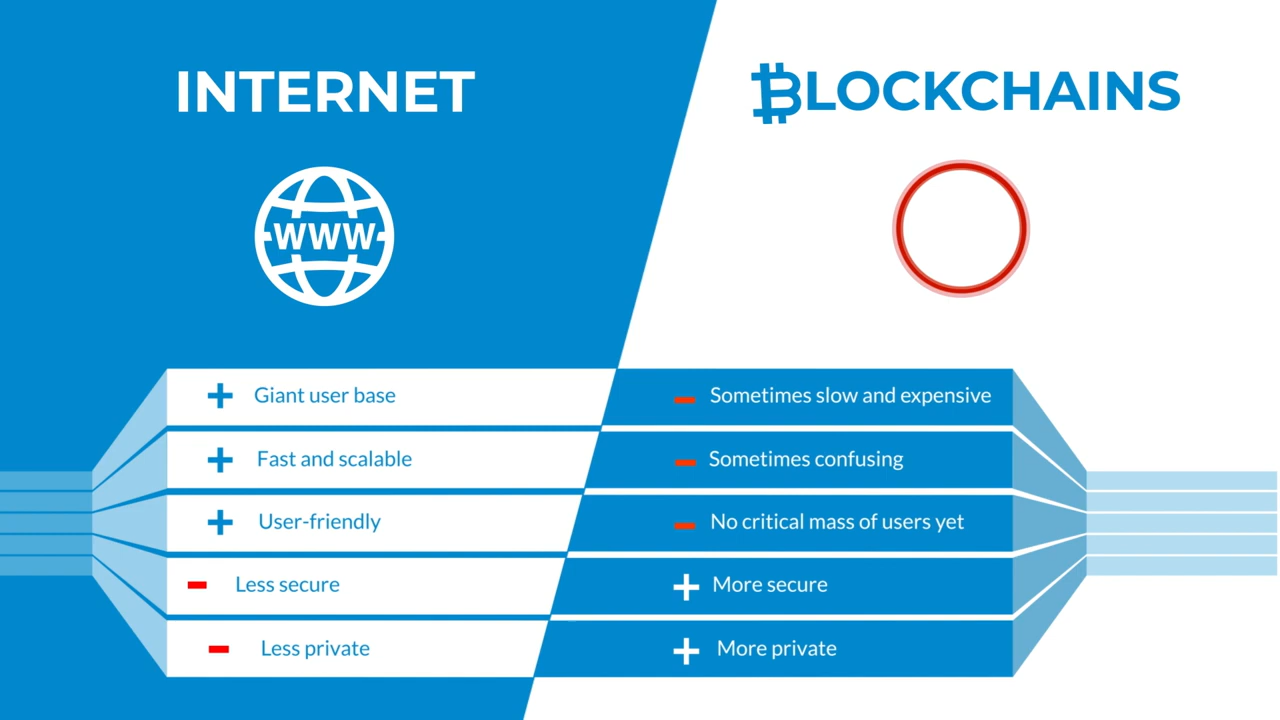 INTERNET
₿LOCKCHAINS
WWW
+ Giant user base
- Sometimes slow and expensive
+ Fast and scalable
- Sometimes confusing
+ User-friendly
- No critical mass of users yet
- Less secure
+ More secure
- Less private
+ More private